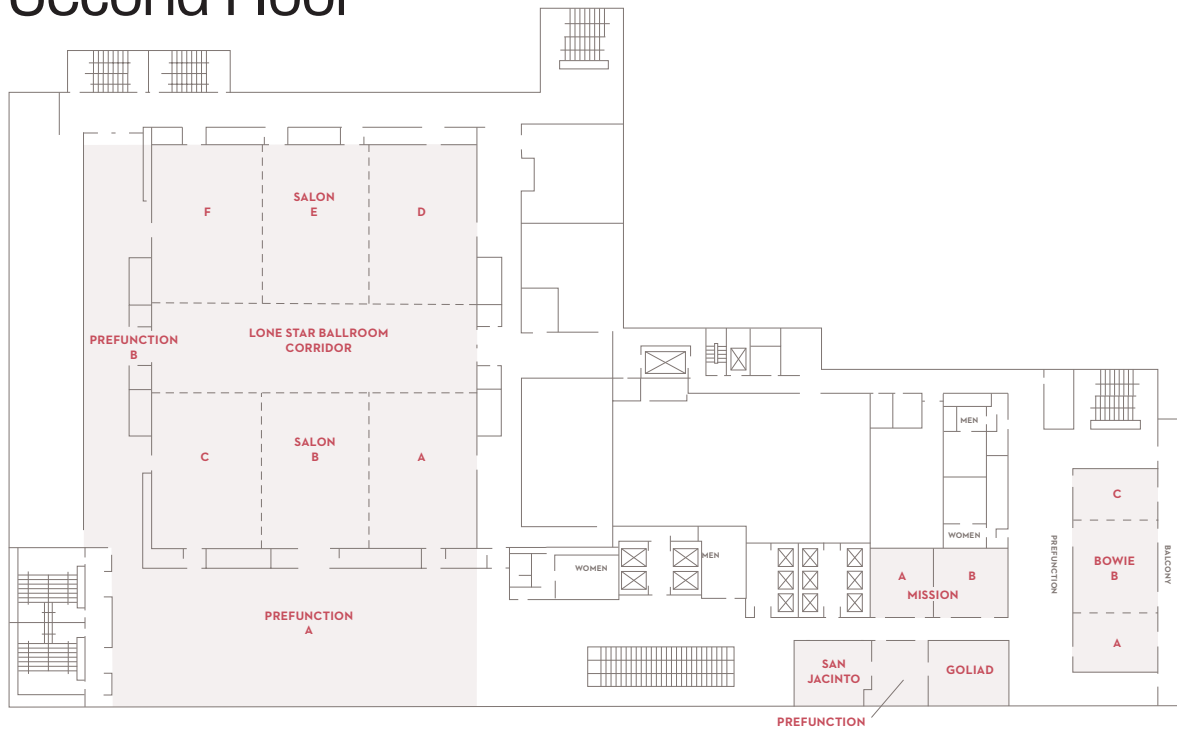 Second Floor
SALON
F
E
D
PREFUNCTION
B
LONE STAR BALLROOM
CORRIDOR
SALON
C
B
A
MEN
C
WOMEN
MEN
WOMEN
PREFUNCTION
BOWIE
B
BALCONY
A
B
MISSION
PREFUNCTION
A
A
SAN
JACINTO
GOLIAD
PREFUNCTION